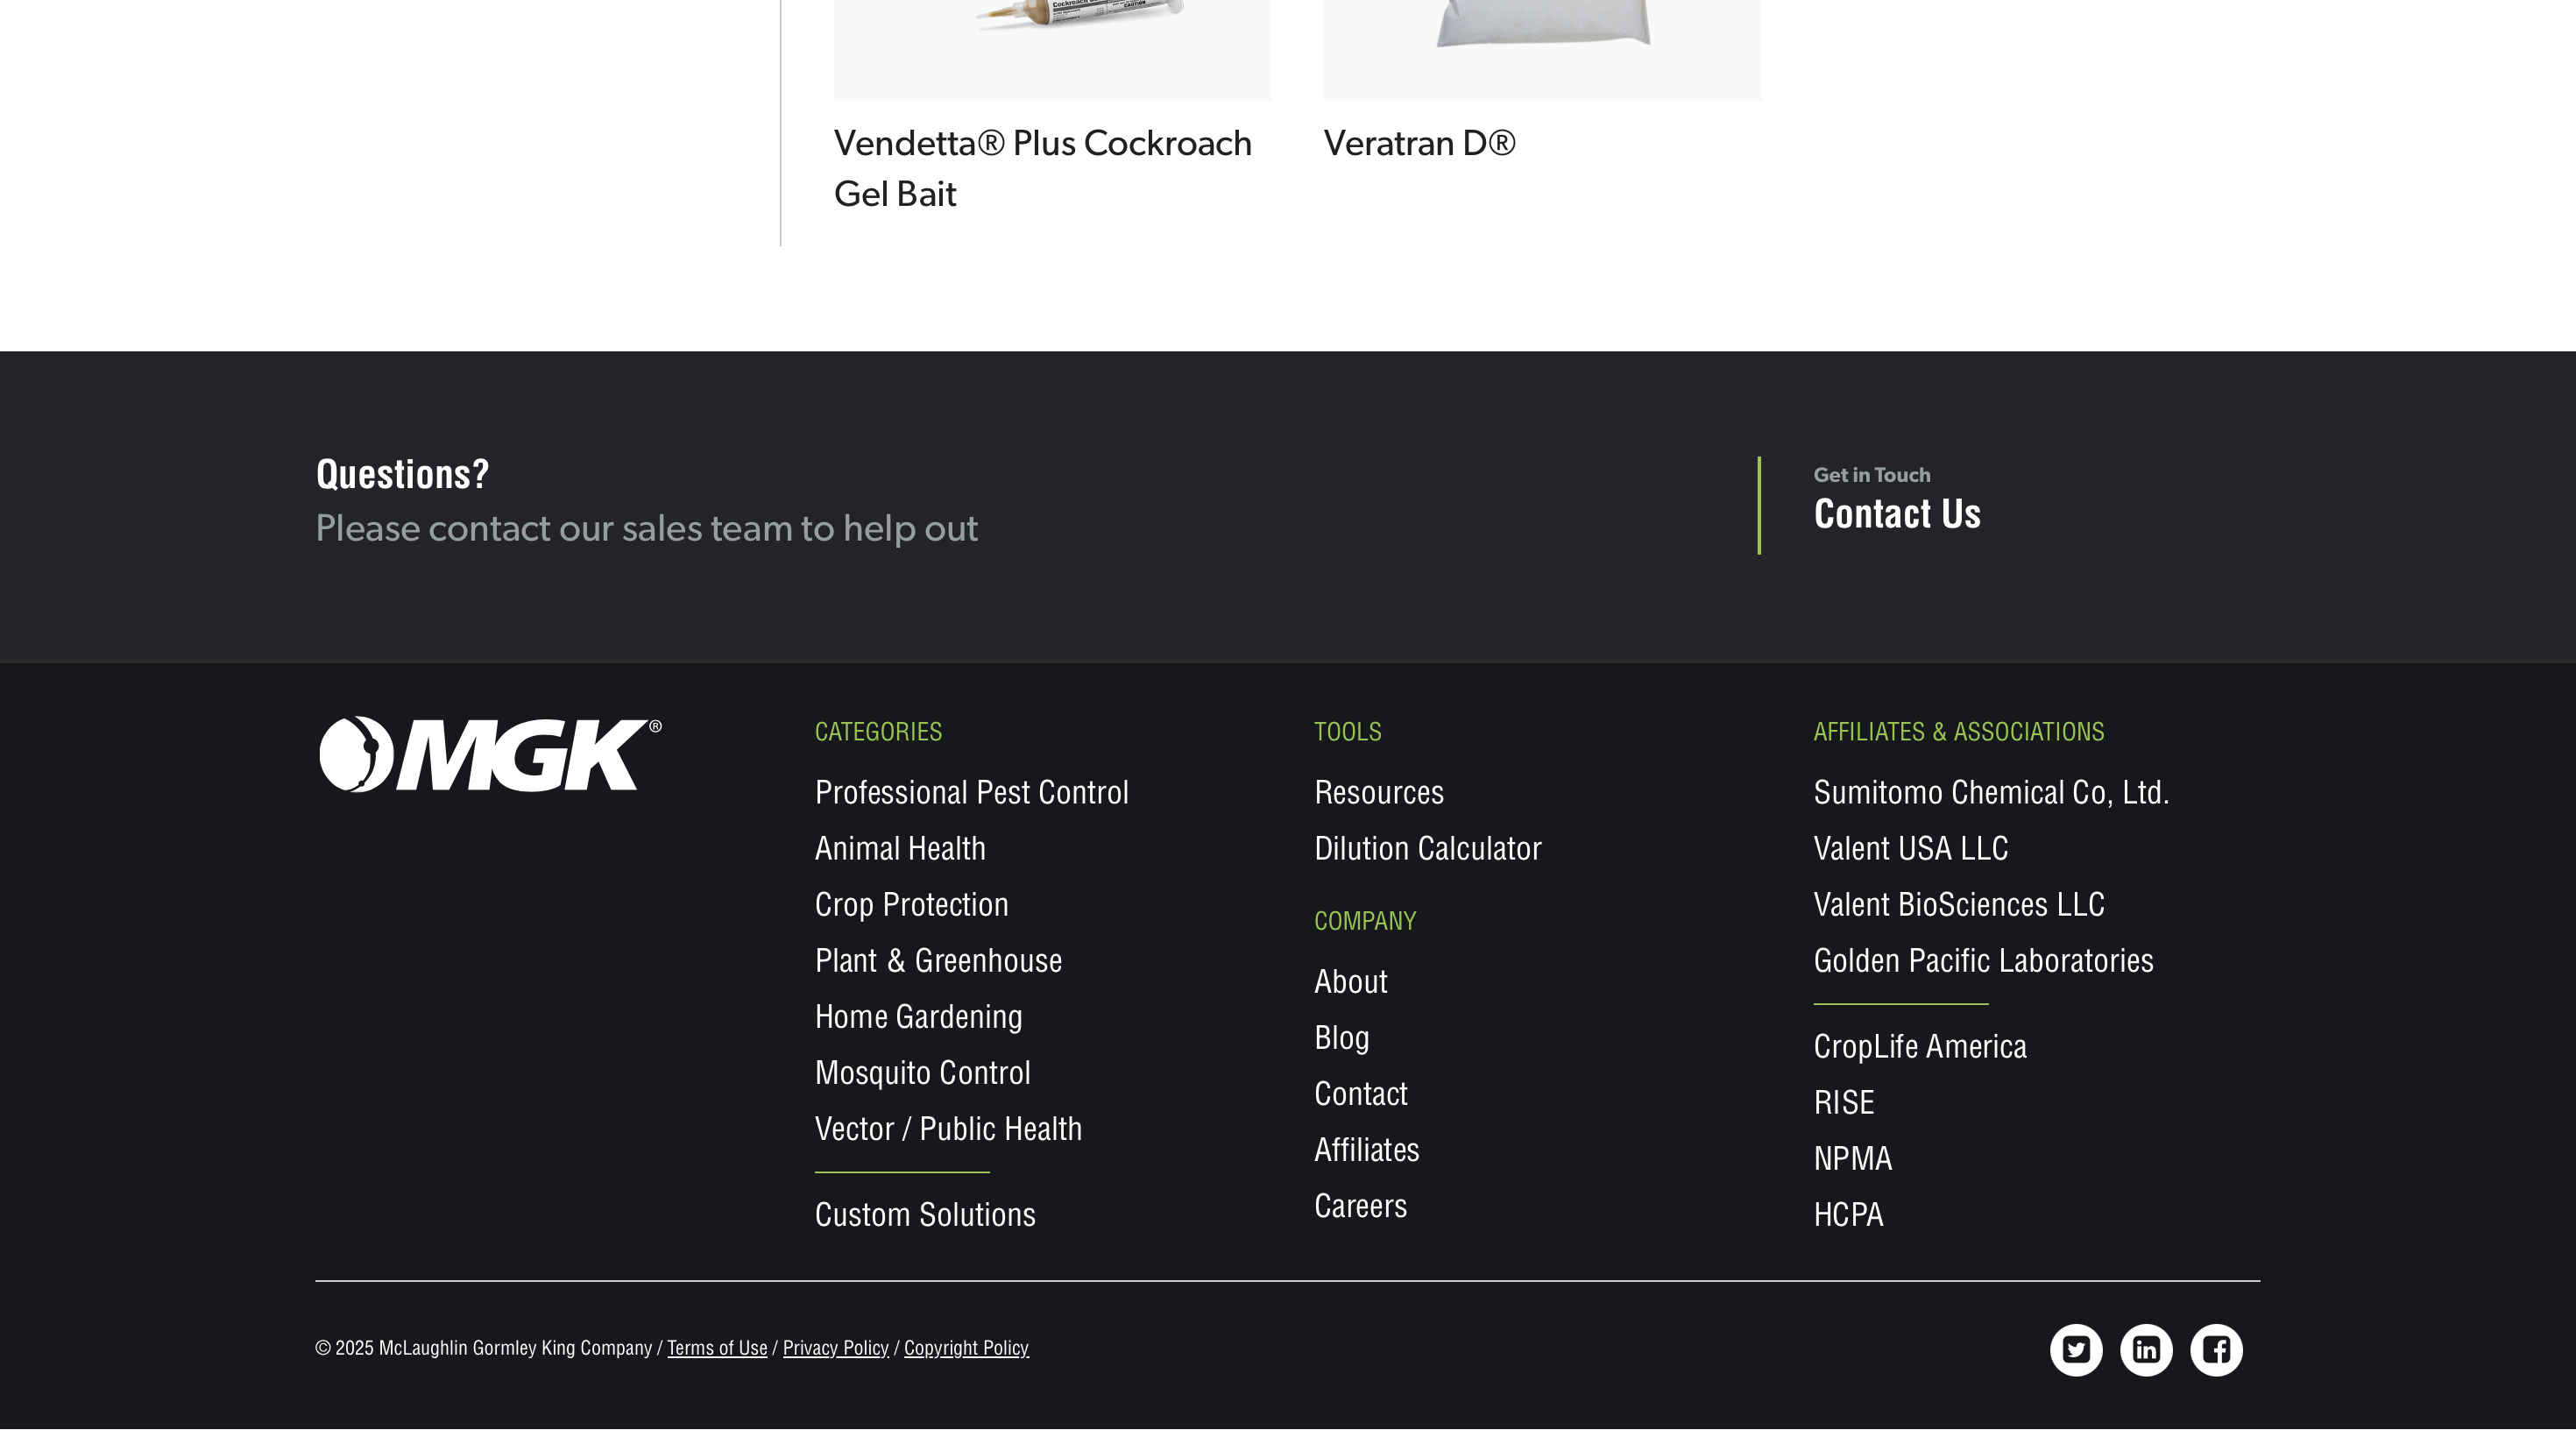 Cockroach
CAUTION
Vendetta® Plus Cockroach
Gel Bait
Veratran D®
Questions?
Please contact our sales team to help out
Get in Touch
Contact Us
MGK®
CATEGORIES
Professional Pest Control
Animal Health
Crop Protection
Plant & Greenhouse
Home Gardening
Mosquito Control
Vector / Public Health
Custom Solutions
TOOLS
Resources
Dilution Calculator
COMPANY
About
Blog
Contact
Affiliates
Careers
AFFILIATES & ASSOCIATIONS
Sumitomo Chemical Co, Ltd.
Valent USA LLC
Valent BioSciences LLC
Golden Pacific Laboratories
CropLife America
RISE
NPMA
HCPA
© 2025 McLaughlin Gormley King Company / Terms of Use / Privacy Policy / Copyright Policy